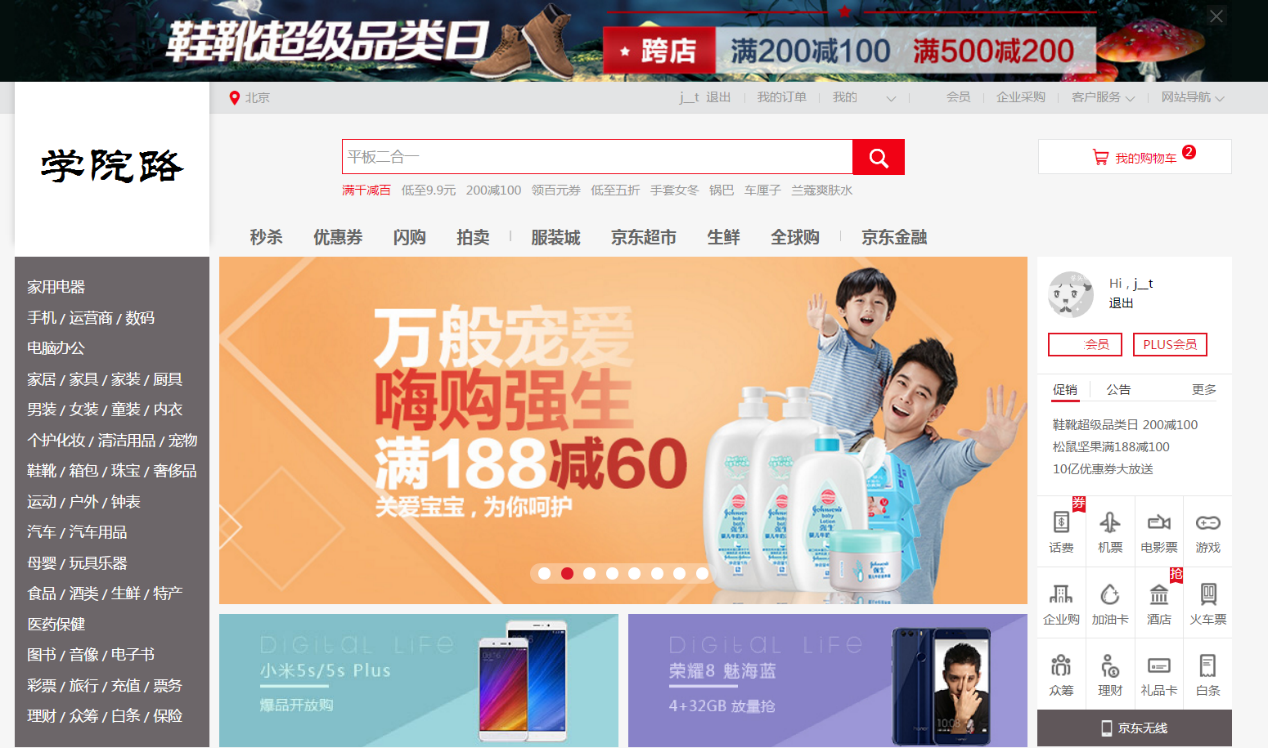 鞋靴超级品类日
跨店 满200减100 满500减200
北京
j__t 退出 我的订单 我的 会员 企业采购 客户服务 网站导航
学院路
平板二合一
我的购物车 2
满千减百 低至9.9元 200减100 领百元券 低至五折 手套女冬 锅巴 车厘子 兰蔻爽肤水
秒杀 优惠券 闪购 拍卖 服装城 京东超市 生鲜 全球购 京东金融
家用电器
手机 / 运营商 / 数码
电脑办公
家居 / 家具 / 家装 / 厨具
男装 / 女装 / 童装 / 内衣
个护化妆 / 清洁用品 / 宠物
鞋靴 / 箱包 / 珠宝 / 奢侈品
运动 / 户外 / 钟表
汽车 / 汽车用品
母婴 / 玩具乐器
食品 / 酒类 / 生鲜 / 特产
医药保健
图书 / 音像 / 电子书
彩票 / 旅行 / 充值 / 票务
理财 / 众筹 / 白条 / 保险
万般宠爱
嗨购强生
满188减60
关爱宝宝，为你呵护
Johnson's baby
DiGitAL LiFe
小米5s/5s Plus
爆品开放购
DiGitAL LiFe
荣耀8 魅海蓝
4+32GB 放量抢
10:08
Hi , j__t
退出
会员 PLUS会员
促销 公告 更多
鞋靴超级品类日 200减100
松鼠坚果满188减100
10亿优惠券大放送
券
话费 机票 电影票 游戏
抢
企业购 加油卡 酒店 火车票
众筹 理财 礼品卡 白条
京东无线